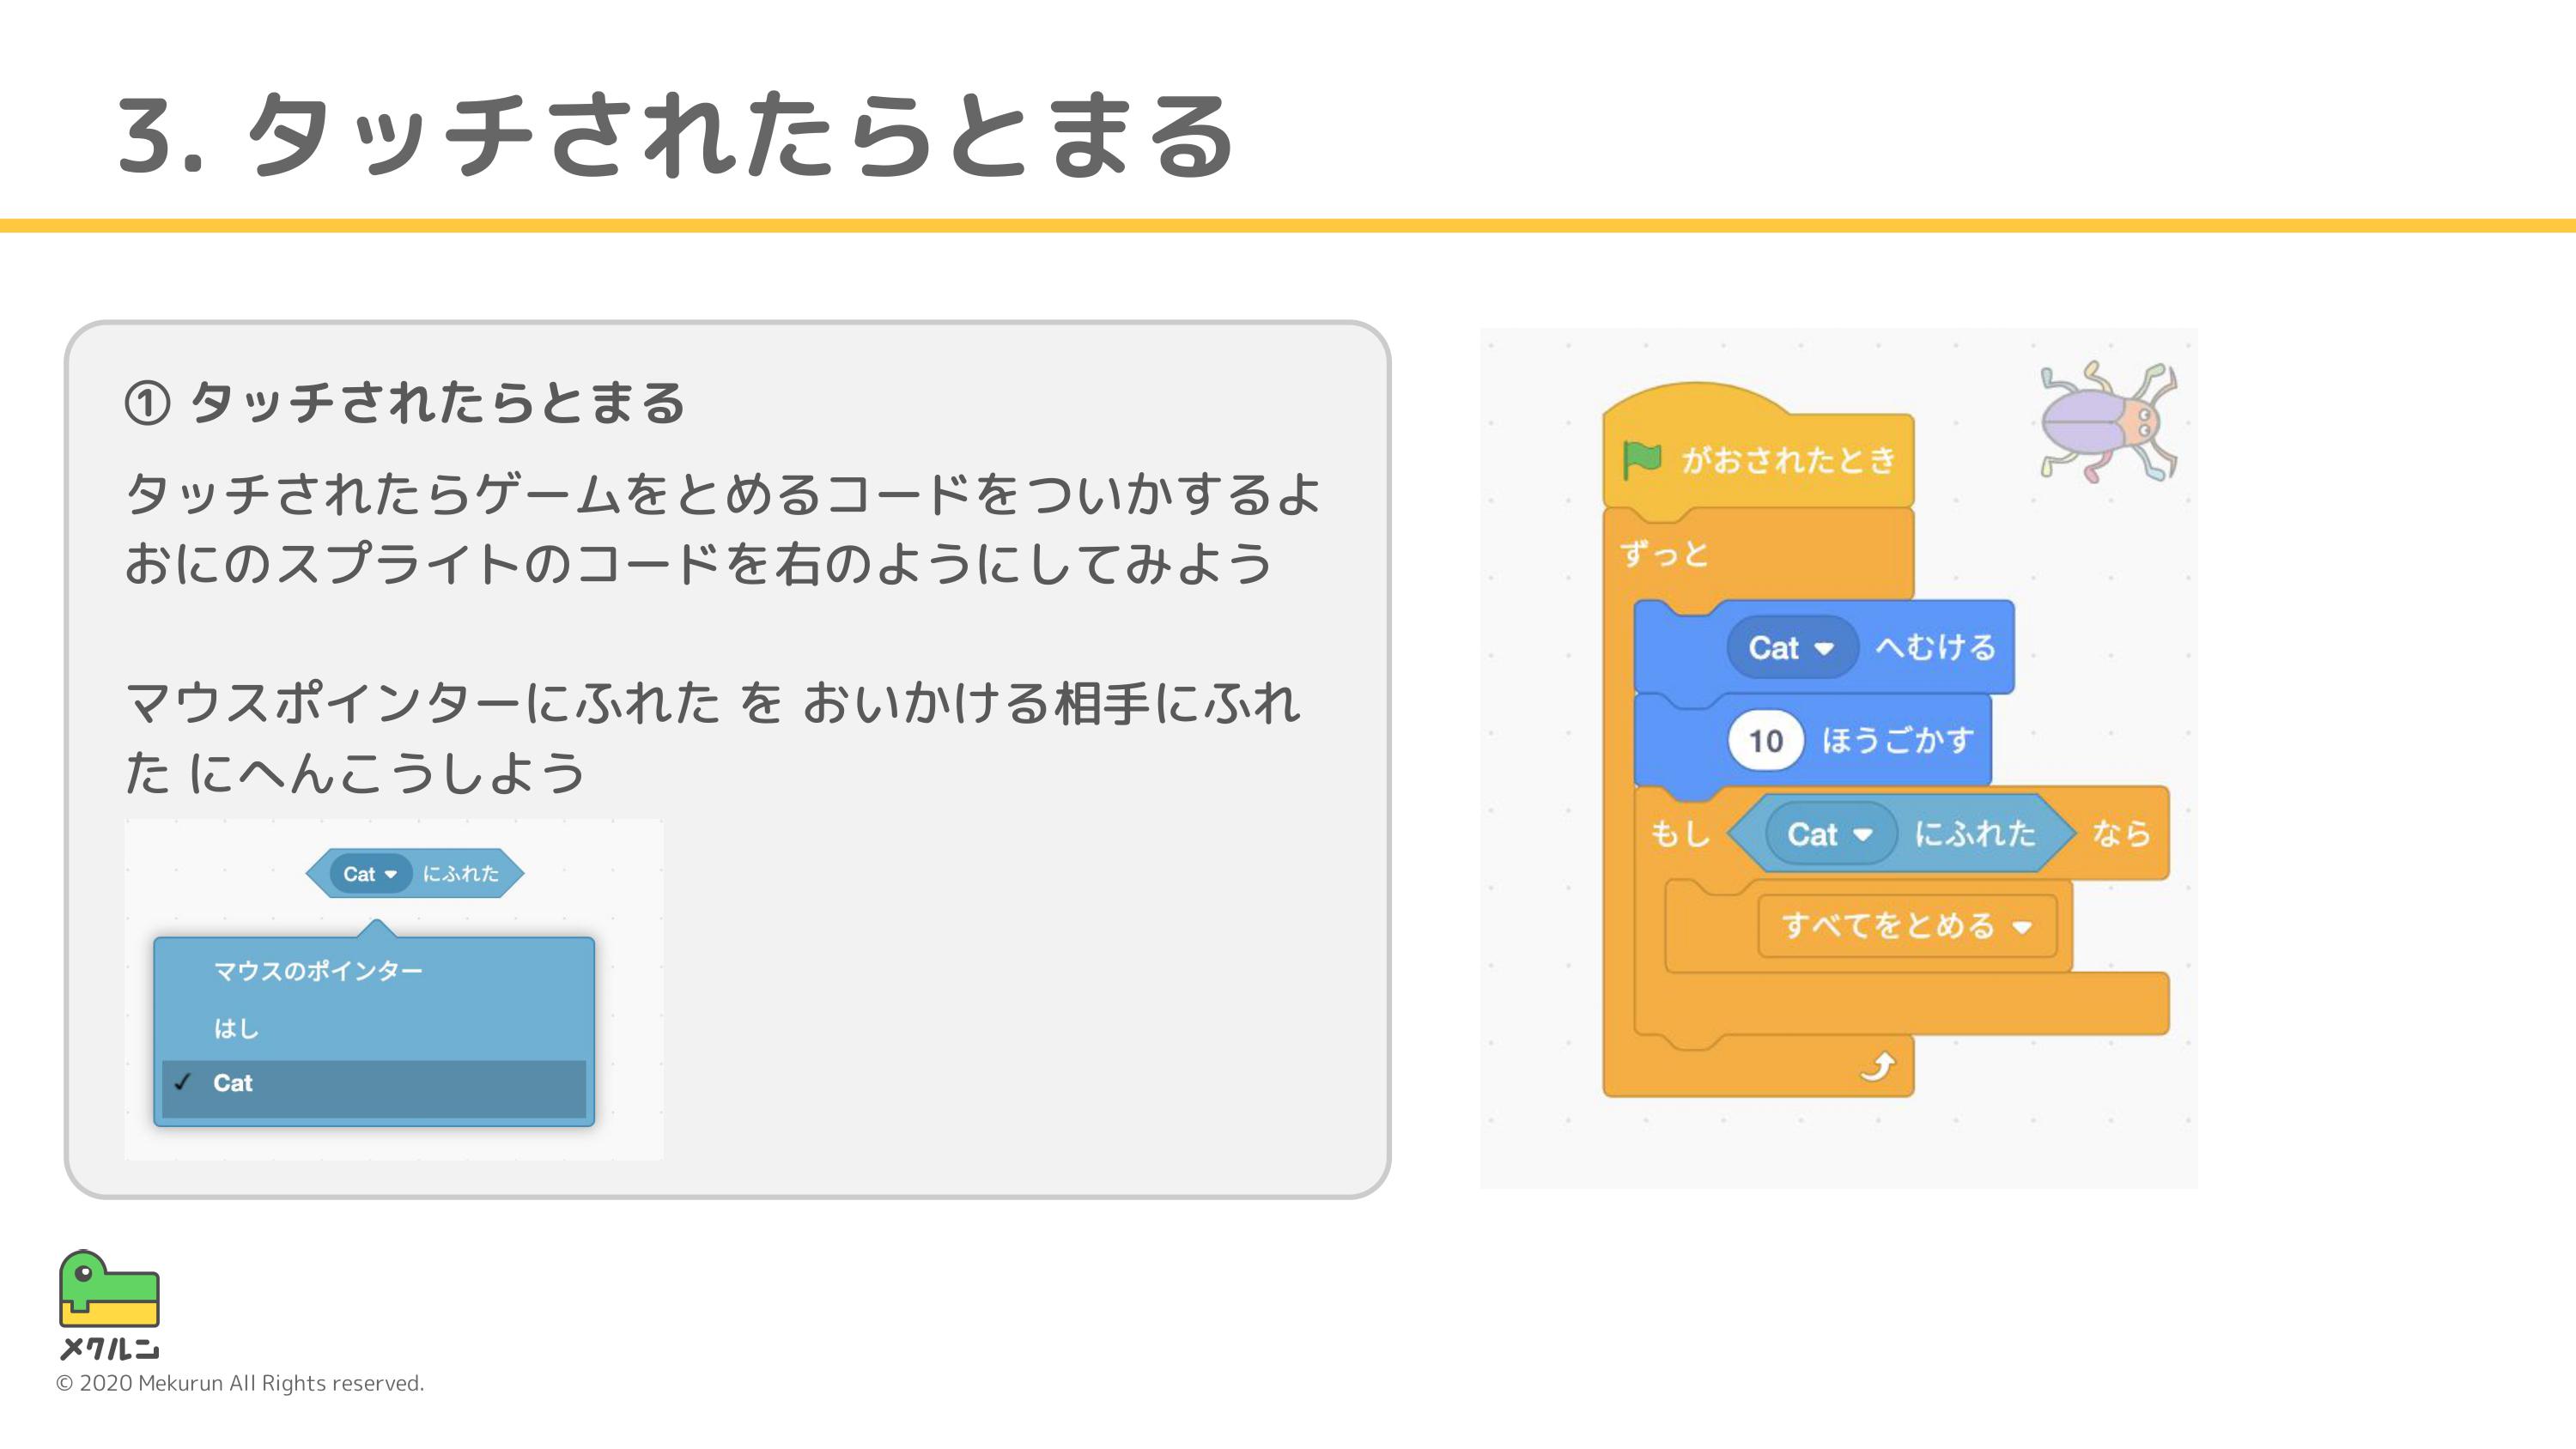 3. タッチされたらとまる
① タッチされたらとまる
タッチされたらゲームをとめるコードをついかするよ
おにのスプライトのコードを右のようにしてみよう
マウスポインターにふれた を おいかける相手にふれ
た にへんこうしよう
Cat にふれた
マウスのポインター
はし
✓ Cat
がおされたとき
ずっと
Cat へむける
10 ほうごかす
もし Cat にふれた なら
すべてをとめる
メクルン
© 2020 Mekurun All Rights reserved.